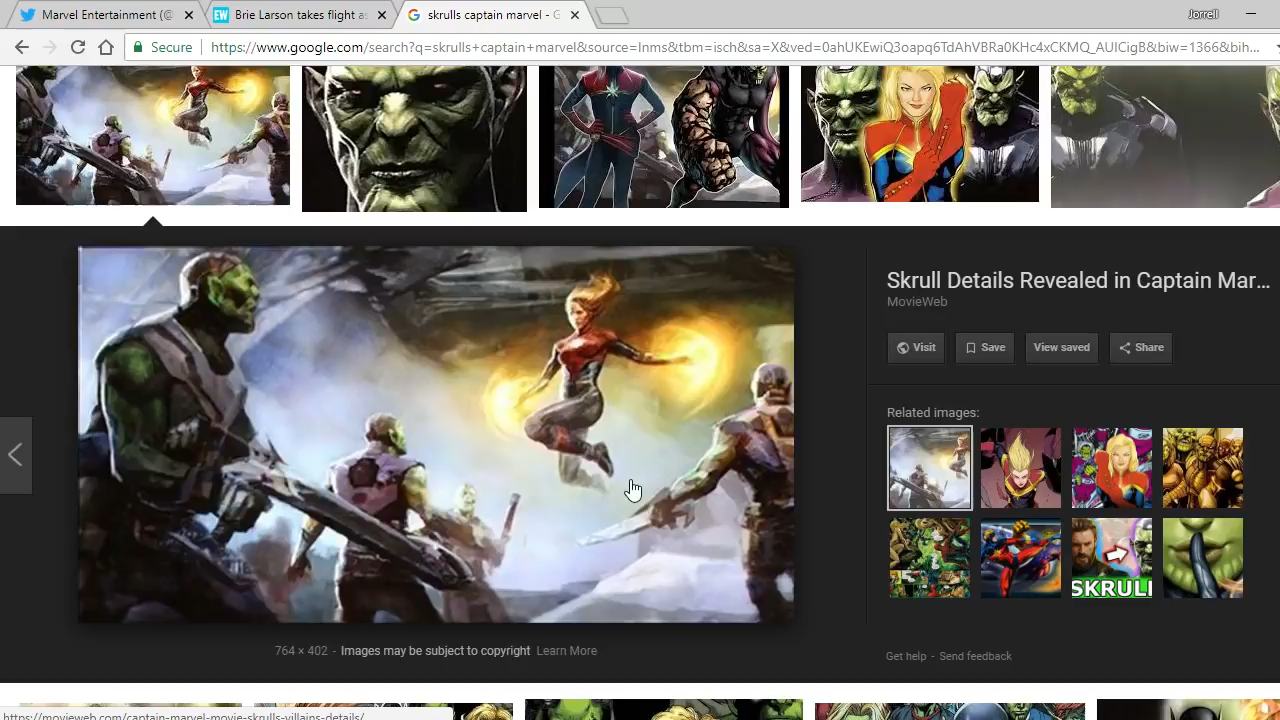 Marvel Entertainment (@
EW Brie Larson takes flight as
G skrulls captain marvel - G
Jorrell
Secure
https://www.google.com/search?q=skrulls+captain+marvel&source=lnms&tbm=isch&sa=X&ved=0ahUKEwiQ3oapq6TdAhVBRa0KHc4xCKMQ_AUICigB&biw=1366&bih...
Skrull Details Revealed in Captain Mar...
MovieWeb
Visit
Save
View saved
Share
Related images:
SKRULL
764 × 402 - Images may be subject to copyright Learn More
Get help - Send feedback
https://movieweb.com/captain-marvel-movie-skrulls-villains-details/